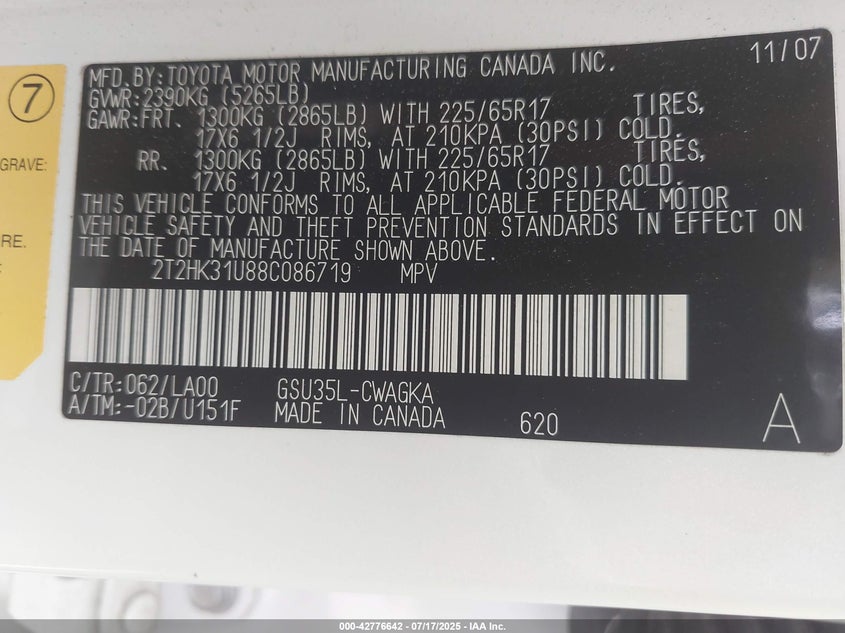 7
GRAVE:
RE.
:
11/07
MFD.BY:TOYOTA MOTOR MANUFACTURING CANADA INC.
GVWR:2390KG (5265LB)
GAWR:FRT. 1300KG (2865LB) WITH 225/65R17 TIRES,
17X6 1/2J RIMS, AT 210KPA (30PSI) COLD.
RR. 1300KG (2865LB) WITH 225/65R17 TIRES,
17X6 1/2J RIMS, AT 210KPA (30PSI) COLD.
THIS VEHICLE CONFORMS TO ALL APPLICABLE FEDERAL MOTOR
VEHICLE SAFETY AND THEFT PREVENTION STANDARDS IN EFFECT ON
THE DATE OF MANUFACTURE SHOWN ABOVE.
2T2HK31U88C086719 MPV
C/TR:062/LA00 GSU35L-CWAGKA
A/TM:-02B/U151F MADE IN CANADA 620 A
000-42776642 - 07/17/2025 - IAA Inc.